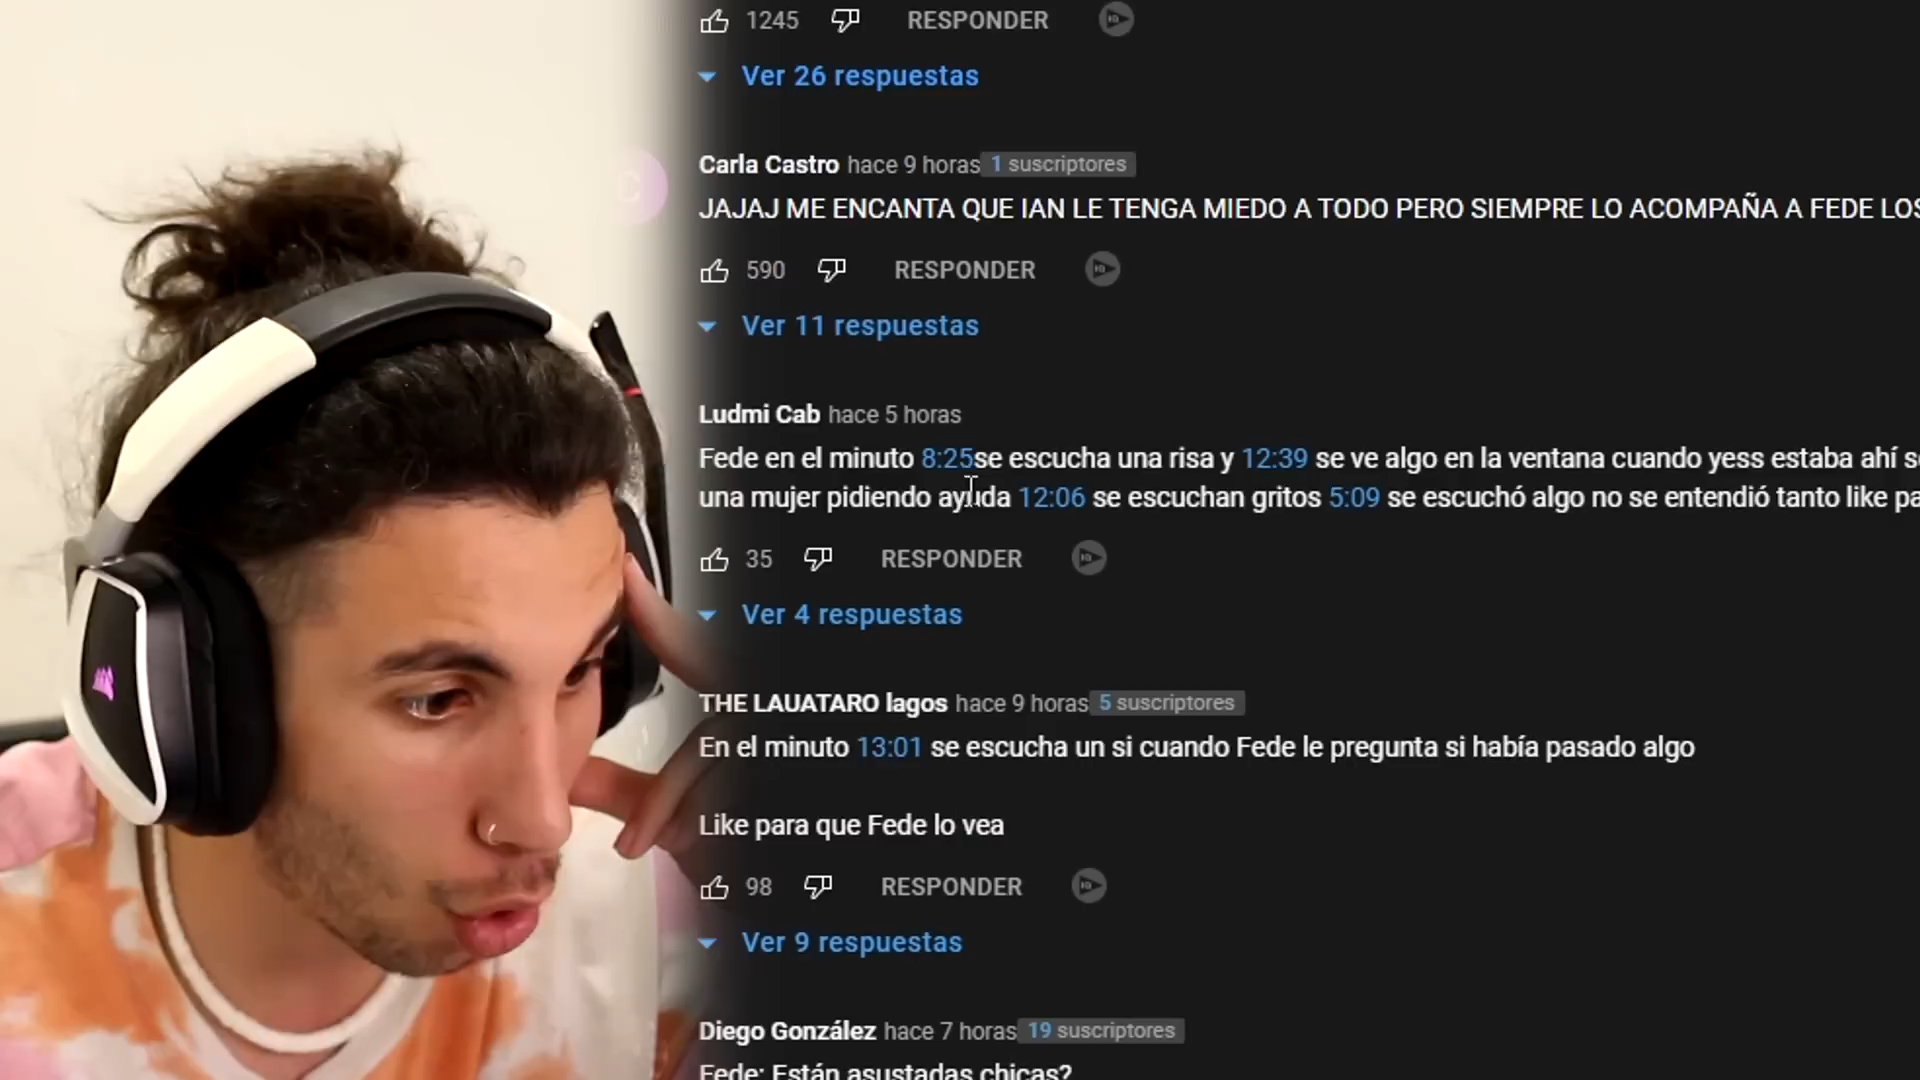 1245 RESPONDER
Ver 26 respuestas
Carla Castro hace 9 horas 1 suscriptores
JAJAJ ME ENCANTA QUE IAN LE TENGA MIEDO A TODO PERO SIEMPRE LO ACOMPAÑA A FEDE LOS
590 RESPONDER
Ver 11 respuestas
Ludmi Cab hace 5 horas
Fede en el minuto 8:25se escucha una risa y 12:39 se ve algo en la ventana cuando yess estaba ahí
una mujer pidiendo ayuda 12:06 se escuchan gritos 5:09 se escuchó algo no se entendió tanto like
35 RESPONDER
Ver 4 respuestas
THE LAUATARO lagos hace 9 horas 5 suscriptores
En el minuto 13:01 se escucha un si cuando Fede le pregunta si había pasado algo
Like para que Fede lo vea
98 RESPONDER
Ver 9 respuestas
Diego González hace 7 horas 19 suscriptores
Fede: Están asustadas chicas?